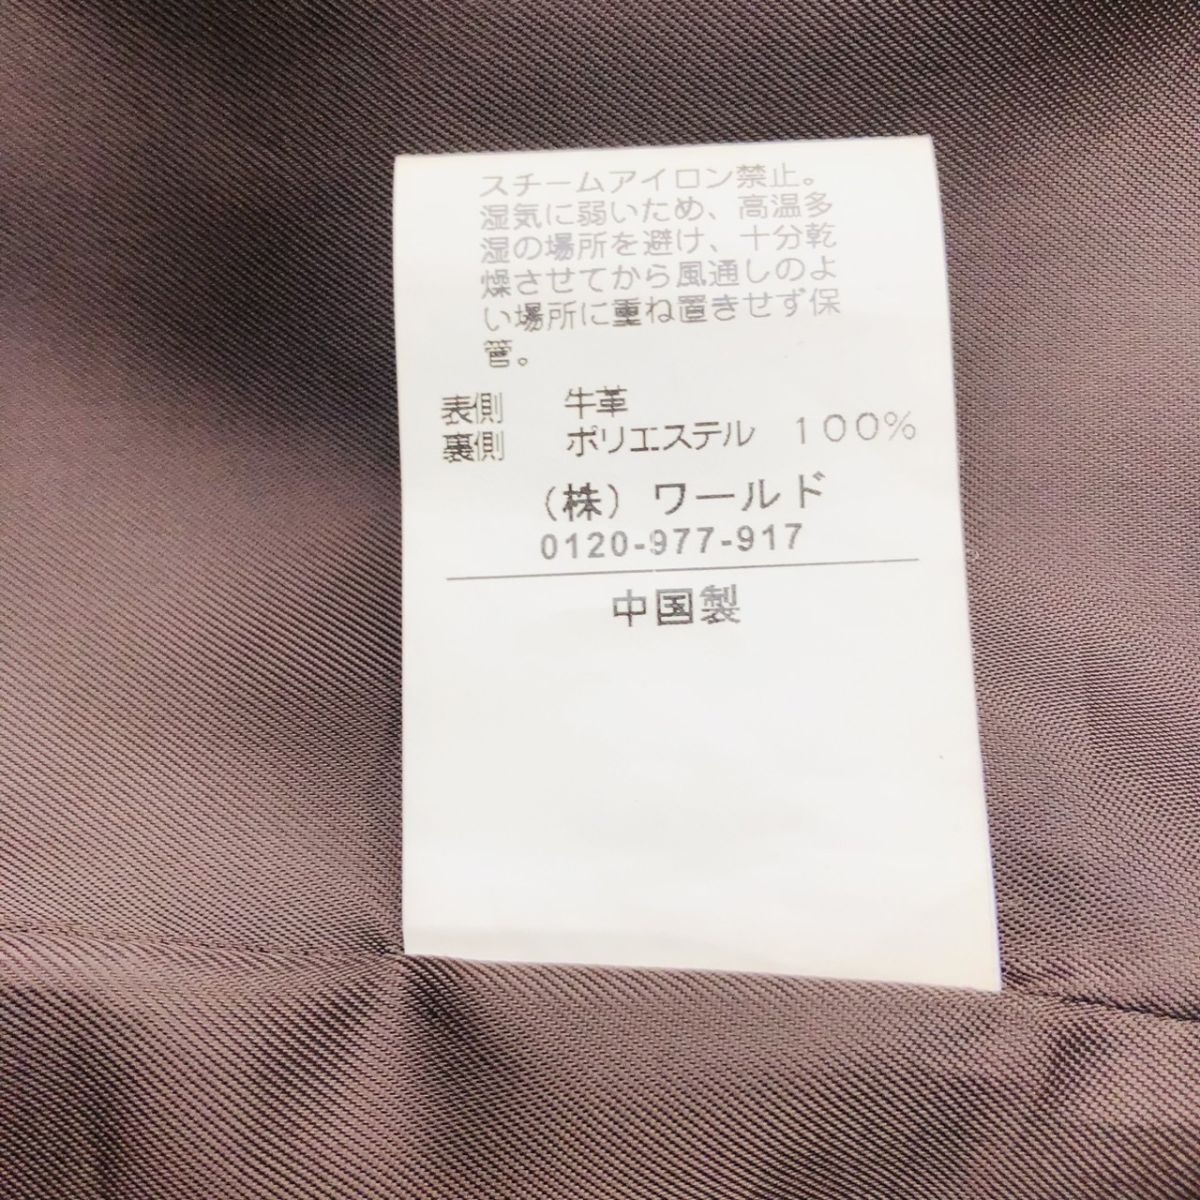 スチームアイロン禁止。
湿気に弱いため、高温多
湿の場所を避け、十分乾
燥させてから風通しのよ
い場所に重ね置きせず保
管。
表側 牛革
裏側 ポリエステル 100%
（株）ワールド
0120-977-917
中国製